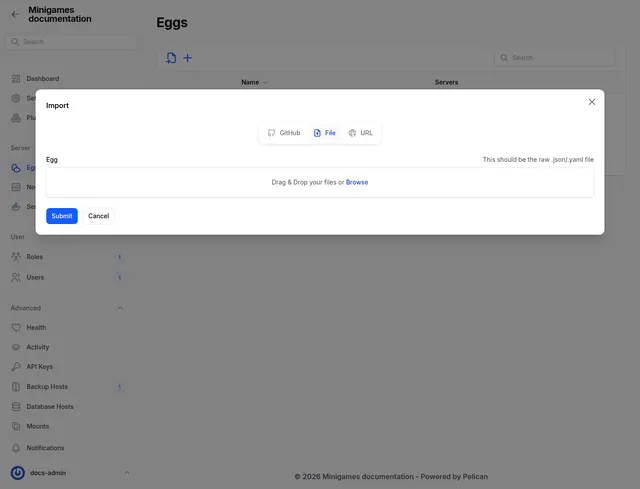 Minigames
documentation
Search
Dashboard
Server
User
Roles 1
Users 1
Advanced
Health
Activity
API Keys
Backup Hosts 1
Database Hosts
Mounts
Notifications
docs-admin
Eggs
Search
Name
Servers
Import
GitHub
File
URL
Egg
This should be the raw .json/.yaml file
Drag & Drop your files or Browse
Submit
Cancel
© 2026 Minigames documentation - Powered by Pelican